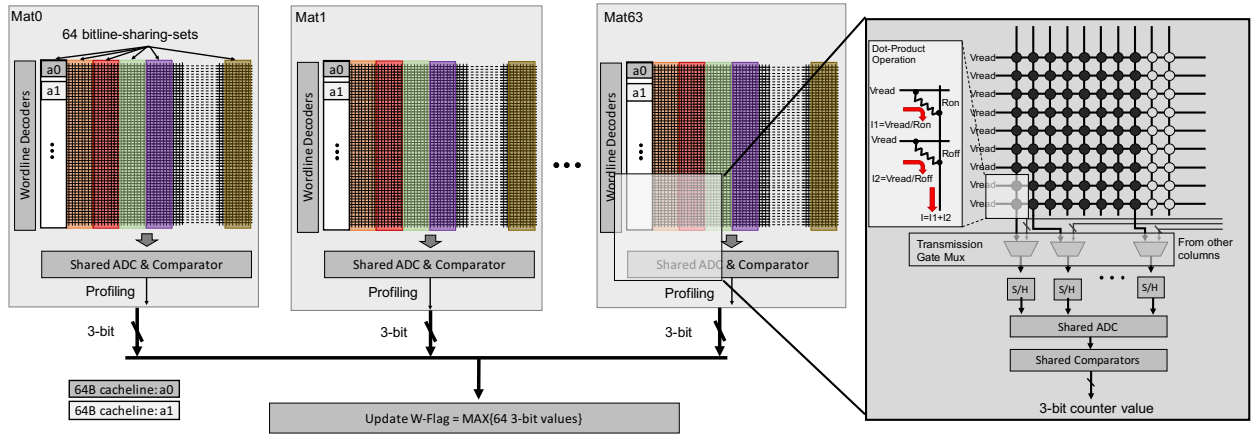 Mat0
64 bitline-sharing-sets
Wordline Decoders
a0
a1
Shared ADC & Comparator
Profiling
3-bit
Mat1
Wordline Decoders
a0
a1
Shared ADC & Comparator
Profiling
3-bit
Mat63
Wordline Decoders
a0
a1
Shared ADC & Comparator
Profiling
3-bit
64B cacheline: a0
64B cacheline: a1
Update W-Flag = MAX{64 3-bit values}
Dot-Product
Operation
Vread
Ron
I1=Vread/Ron
Vread
Roff
I2=Vread/Roff
I=I1+I2
Vread
Vread
Vread
Vread
Vread
Vread
Vread
Vread
Vread
Transmission
Gate Mux
From other
columns
S/H
S/H
S/H
Shared ADC
Shared Comparators
3-bit counter value